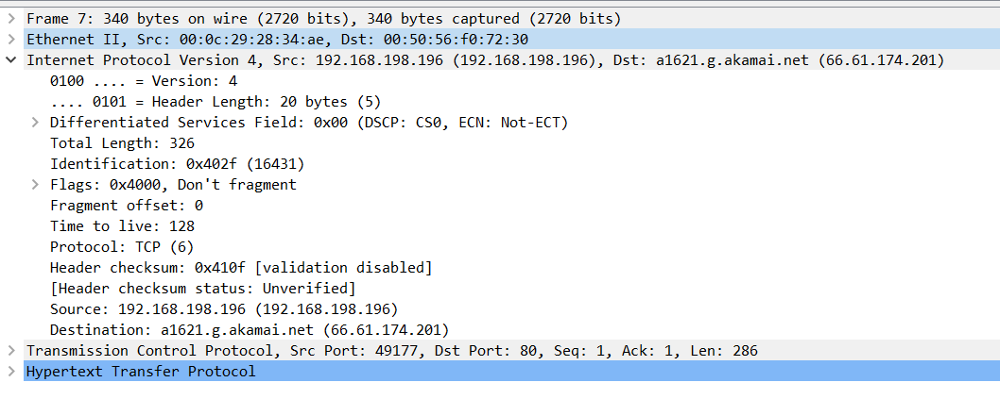 Frame 7: 340 bytes on wire (2720 bits), 340 bytes captured (2720 bits)
Ethernet II, Src: 00:0c:29:28:34:ae, Dst: 00:50:56:f0:72:30
Internet Protocol Version 4, Src: 192.168.198.196 (192.168.198.196), Dst: a1621.g.akamai.net (66.61.174.201)
0100 .... = Version: 4
.... 0101 = Header Length: 20 bytes (5)
Differentiated Services Field: 0x00 (DSCP: CS0, ECN: Not-ECT)
Total Length: 326
Identification: 0x402f (16431)
Flags: 0x4000, Don't fragment
Fragment offset: 0
Time to live: 128
Protocol: TCP (6)
Header checksum: 0x410f [validation disabled]
[Header checksum status: Unverified]
Source: 192.168.198.196 (192.168.198.196)
Destination: a1621.g.akamai.net (66.61.174.201)
Transmission Control Protocol, Src Port: 49177, Dst Port: 80, Seq: 1, Ack: 1, Len: 286
Hypertext Transfer Protocol